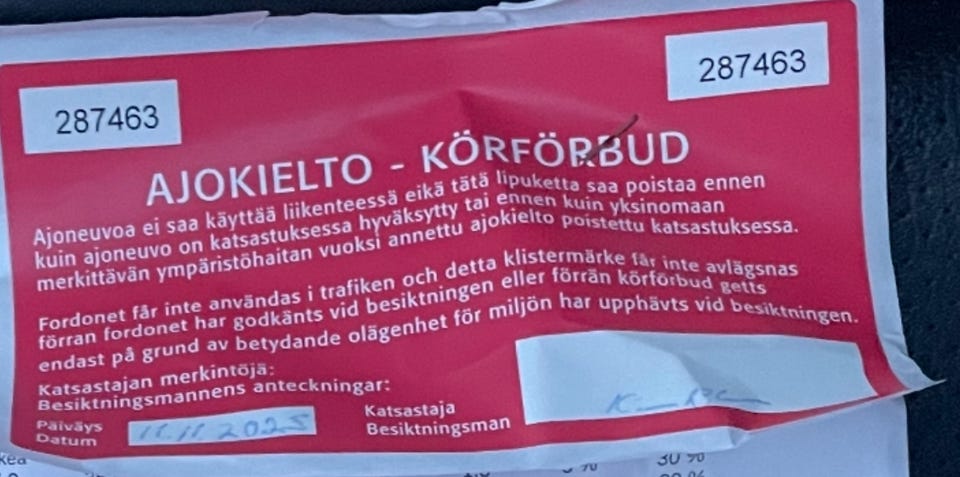 287463
287463
AJOKIELTO - KÖRFÖRBUD
Ajoneuvoa ei saa käyttää liikenteessä eikä tätä lipuketta saa poistaa ennen
kuin ajoneuvo on katsastuksessa hyväksytty tai ennen kuin yksinomaan
merkittävän ympäristöhaitan vuoksi annettu ajokielto poistettu katsastuksessa.
Fordonet får inte användas i trafiken och detta klistermärke får inte avlägsnas
förran fordonet har godkänts vid besiktningen eller förrän körförbud getts
endast på grund av betydande olägenhet för miljön har upphävts vid besiktningen.
Katsastajan merkintöjä:
Besiktningsmannens anteckningar:
Päiväys
Datum
11.11.2025
Katsastaja
Besiktningsman
30 %